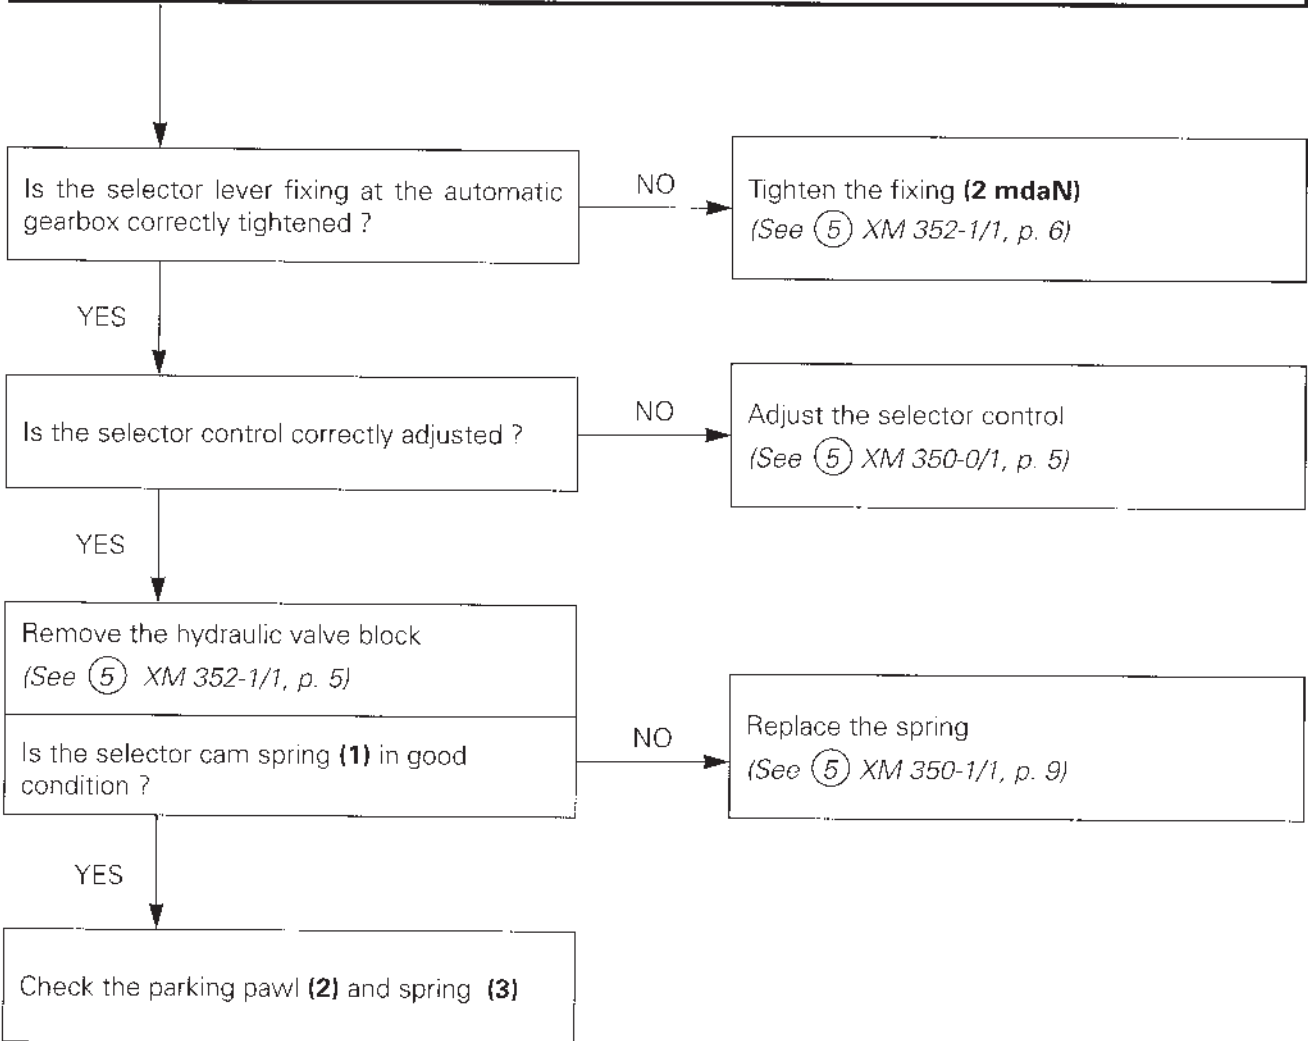 Is the selector lever fixing at the automatic
gearbox correctly tightened ?
NO
Tighten the fixing (2 mdaN)
(See ⑤ XM 352-1/1, p. 6)
YES
Is the selector control correctly adjusted ?
NO
Adjust the selector control
(See ⑤ XM 350-0/1, p. 5)
YES
Remove the hydraulic valve block
(See ⑤ XM 352-1/1, p. 5)
Is the selector cam spring (1) in good
condition ?
NO
Replace the spring
(See ⑤ XM 350-1/1, p. 9)
YES
Check the parking pawl (2) and spring (3)